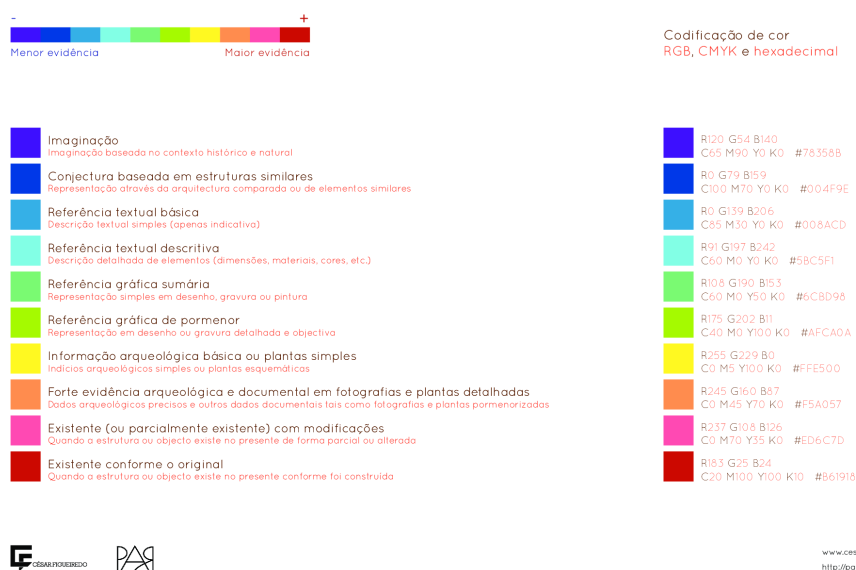 - +
Menor evidência Maior evidência
Codificação de cor
RGB, CMYK e hexadecimal
Imaginação
Imaginação baseada no contexto histórico e natural
R120 G54 B140
C65 M90 Y0 K0 #78358B
Conjectura baseada em estruturas similares
Representação através da arquitectura comparada ou de elementos similares
R0 G79 B159
C100 M70 Y0 K0 #004F9E
Referência textual básica
Descrição textual simples (apenas indicativa)
R0 G139 B206
C85 M30 Y0 K0 #008ACD
Referência textual descritiva
Descrição detalhada de elementos (dimensões, materiais, cores, etc.)
R91 G197 B242
C60 M0 Y0 K0 #5BC5F1
Referência gráfica sumária
Representação simples em desenho, gravura ou pintura
R108 G190 B153
C60 M0 Y50 K0 #6CBD98
Referência gráfica de pormenor
Representação em desenho ou gravura detalhada e objectiva
R175 G202 B11
C40 M0 Y100 K0 #AFCA0A
Informação arqueológica básica ou plantas simples
Indícios arqueológicos simples ou plantas esquemáticas
R255 G229 B0
C0 M5 Y100 K0 #FFE500
Forte evidência arqueológica e documental em fotografias e plantas detalhadas
Dados arqueológicos precisos e outros dados documentais tais como fotografias e plantas pormenorizadas
R245 G160 B87
C0 M45 Y70 K0 #F5A057
Existente (ou parcialmente existente) com modificações
Quando a estrutura ou objecto existe no presente de forma parcial ou alterada
R237 G108 B126
C0 M70 Y35 K0 #ED6C7D
Existente conforme o original
Quando a estrutura ou objecto existe no presente conforme foi construída
R183 G25 B24
C20 M100 Y100 K10 #B61918
CÉSAR.FIGUEIREDO
PAR
www.ces
http://pa